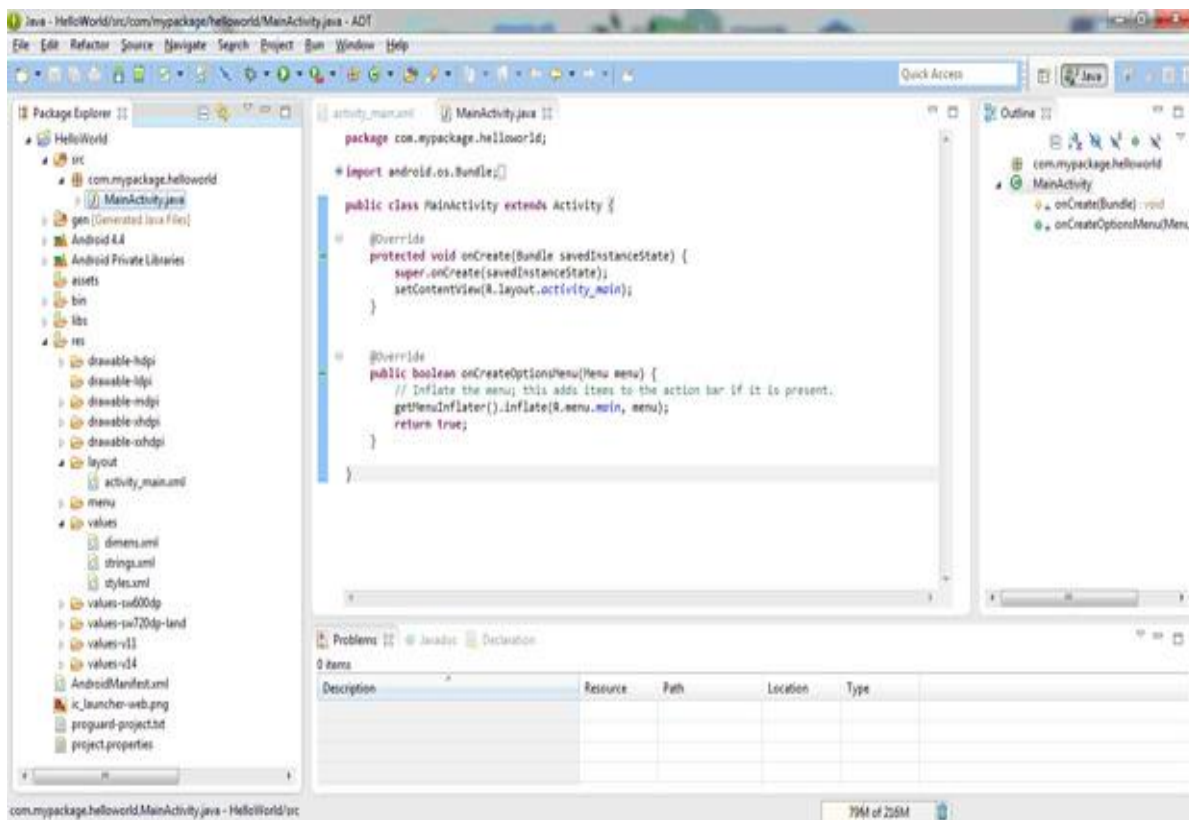 Java - HelloWorld/src/com/mypackage/helloworld/MainActivity.java - ADT
File Edit Refactor Source Navigate Search Project Run Window Help
Quick Access
Java
Package Explorer
HelloWorld
src
com.mypackage.helloworld
MainActivity.java
gen [Generated Java Files]
Android 4.4
Android Private Libraries
assets
bin
libs
res
drawable-hdpi
drawable-ldpi
drawable-mdpi
drawable-xhdpi
drawable-xxhdpi
layout
activity_main.xml
menu
values
dimens.xml
strings.xml
styles.xml
values-sw600dp
values-sw720dp-land
values-v11
values-v14
AndroidManifest.xml
ic_launcher-web.png
proguard-project.txt
project.properties
activity_main.xml
MainActivity.java
package com.mypackage.helloworld;
import android.os.Bundle;
public class MainActivity extends Activity {
@Override
protected void onCreate(Bundle savedInstanceState) {
super.onCreate(savedInstanceState);
setContentView(R.layout.activity_main);
}
@Override
public boolean onCreateOptionsMenu(Menu menu) {
// Inflate the menu; this adds items to the action bar if it is present.
getMenuInflater().inflate(R.menu.main, menu);
return true;
}
}
Outline
com.mypackage.helloworld
MainActivity
onCreate(Bundle) : void
onCreateOptionsMenu(Menu
Problems Javadoc Declaration
0 items
Description Resource Path Location Type
com.mypackage.helloworld.MainActivity.java - HelloWorld/src
of 216M